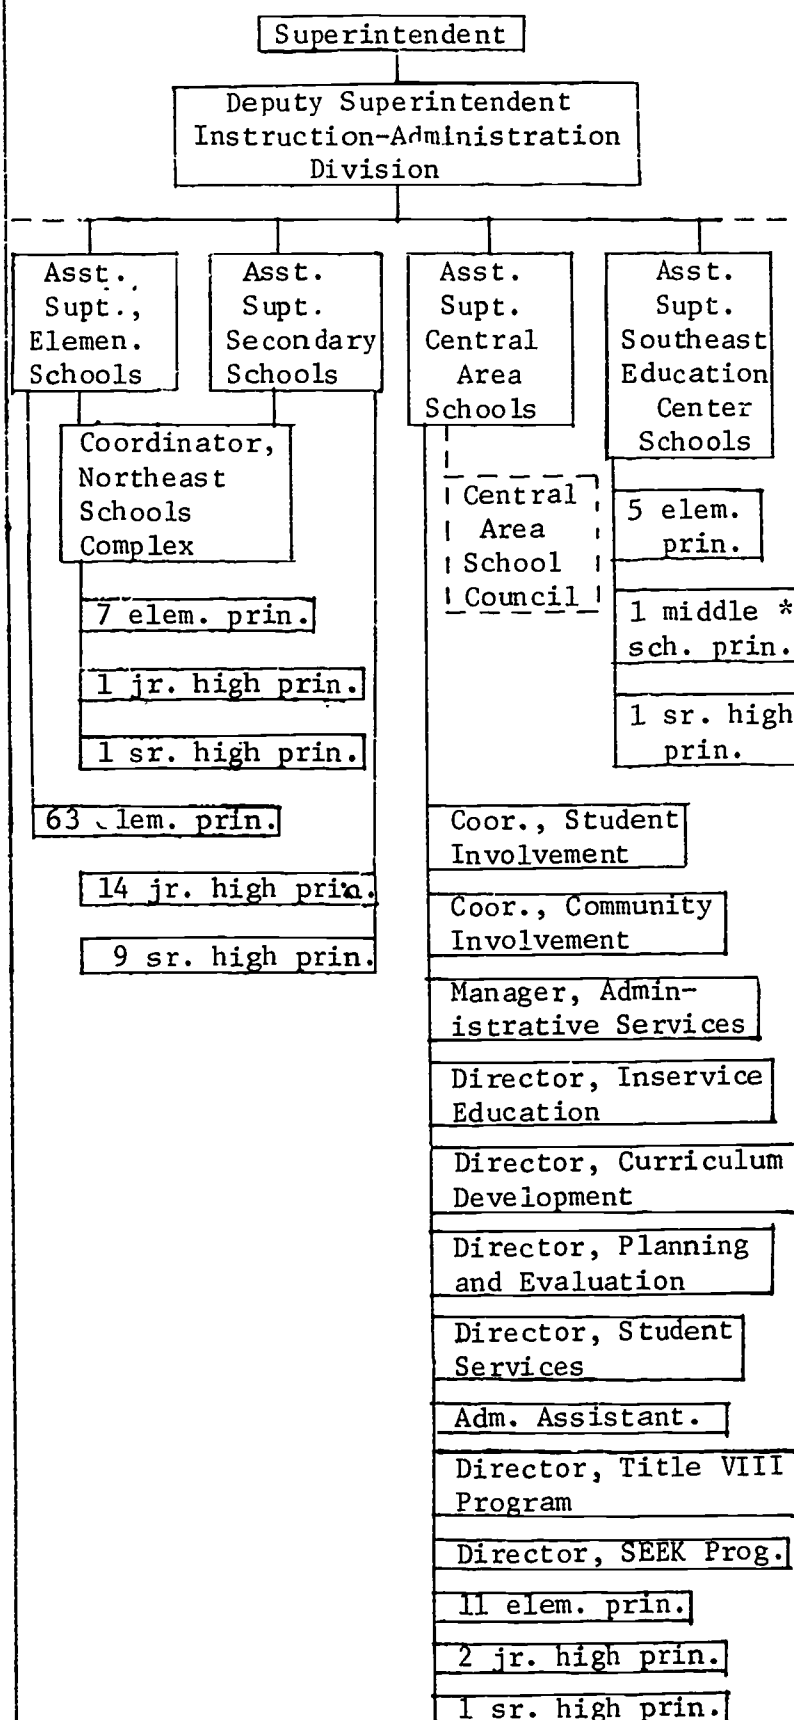 Superintendent
Deputy Superintendent
Instruction-Administration
Division
Asst.
Supt.,
Elemen.
Schools
Asst.
Supt.
Secondary
Schools
Asst.
Supt.
Central
Area
Schools
Asst.
Supt.
Southeast
Education
Center
Schools
Coordinator,
Northeast
Schools
Complex
7 elem. prin.
1 jr. high prin.
1 sr. high prin.
63 lem. prin.
14 jr. high prin.
9 sr. high prin.
Central
Area
School
Council
5 elem.
prin.
1 middle *
sch. prin.
1 sr. high
prin.
Coor., Student
Involvement
Coor., Community
Involvement
Manager, Admin-
istrative Services
Director, Inservice
Education
Director, Curriculum
Development
Director, Planning
and Evaluation
Director, Student
Services
Adm. Assistant.
Director, Title VIII
Program
Director, SEEK Prog.
11 elem. prin.
2 jr. high prin.
1 sr. high prin.